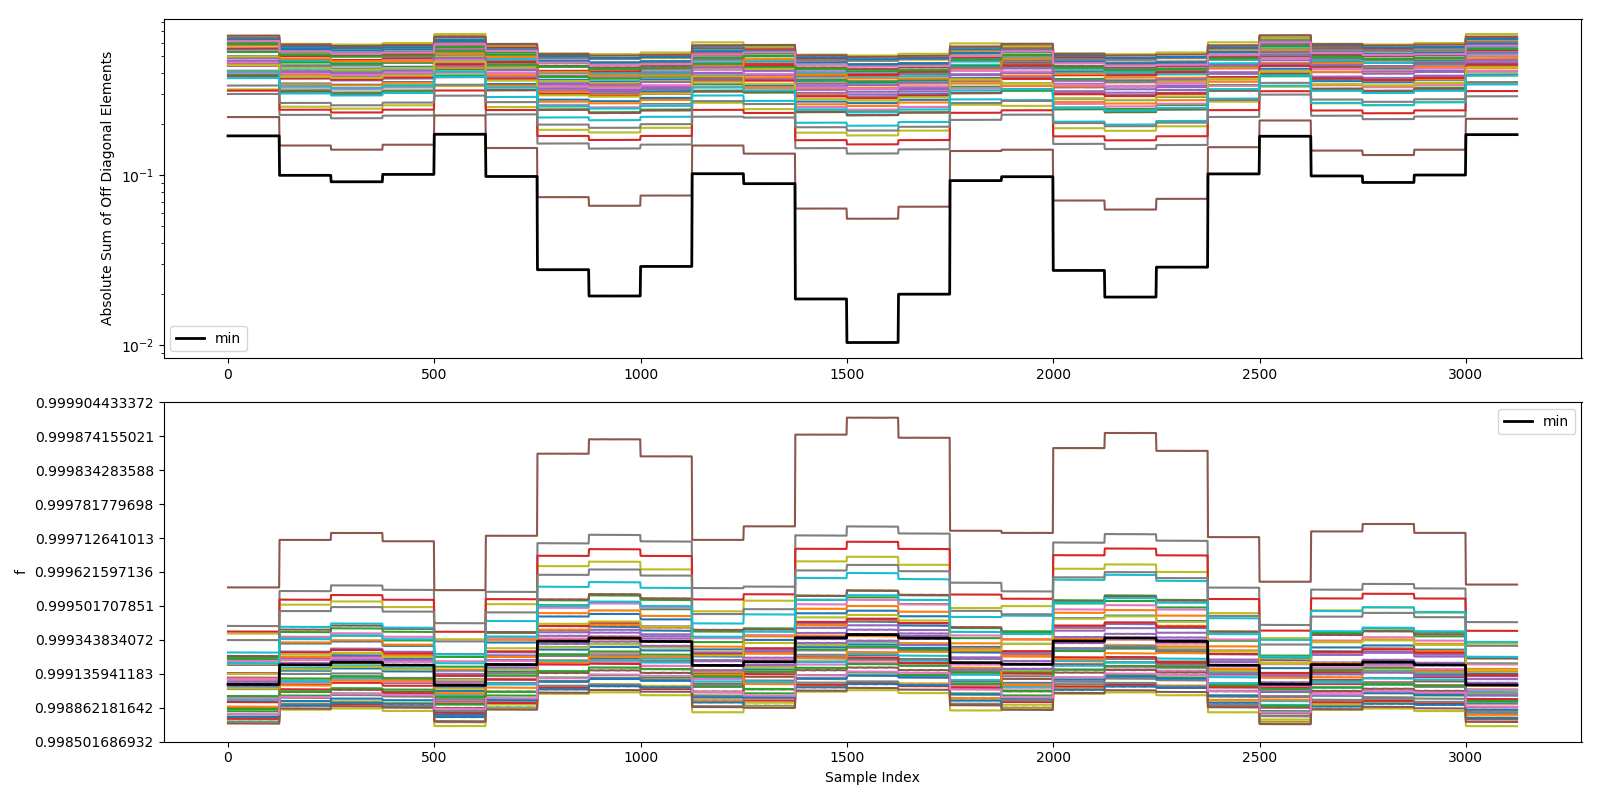 Absolute Sum of Off Diagonal Elements
10⁻¹
10⁻²
min
0 500 1000 1500 2000 2500 3000
f
0.999904433372
0.999874155021
0.999834283588
0.999781779698
0.999712641013
0.999621597136
0.999501707851
0.999343834072
0.999135941183
0.998862181642
0.998501686932
min
0 500 1000 1500 2000 2500 3000
Sample Index